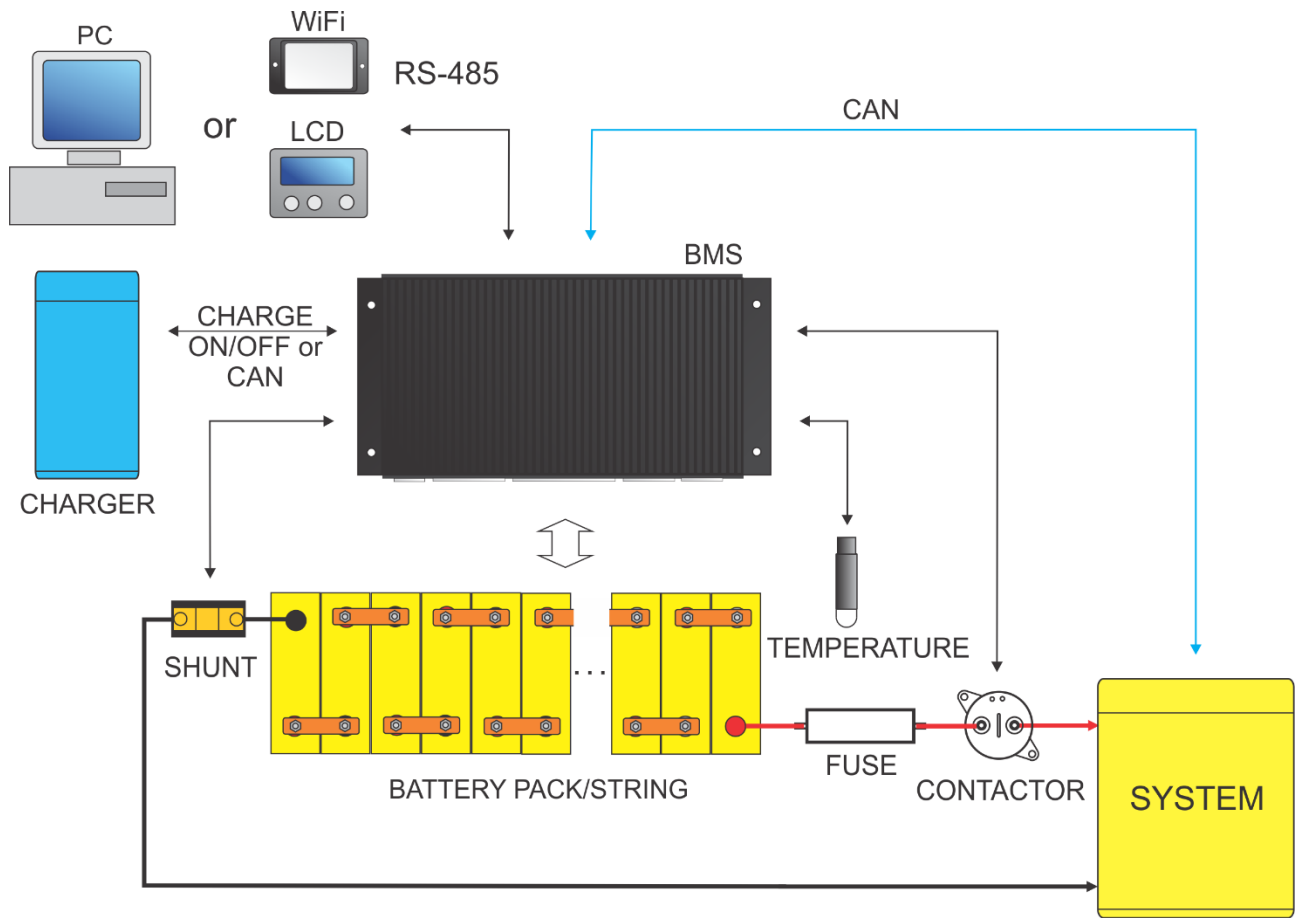 PC
WiFi
RS-485
or
LCD
CAN
BMS
CHARGE
ON/OFF or
CAN
CHARGER
SHUNT
...
TEMPERATURE
BATTERY PACK/STRING
FUSE
CONTACTOR
SYSTEM